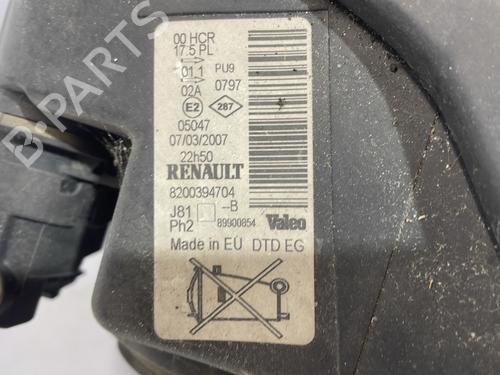 00 HCR
17.5 PL
01 1 PU9
02A 0797
E2 287
05047
07/03/2007
22h50
RENAULT
8200394704
J81 --B
Ph2 89900854 Valeo
Made in EU DTD EG
B-PARTS